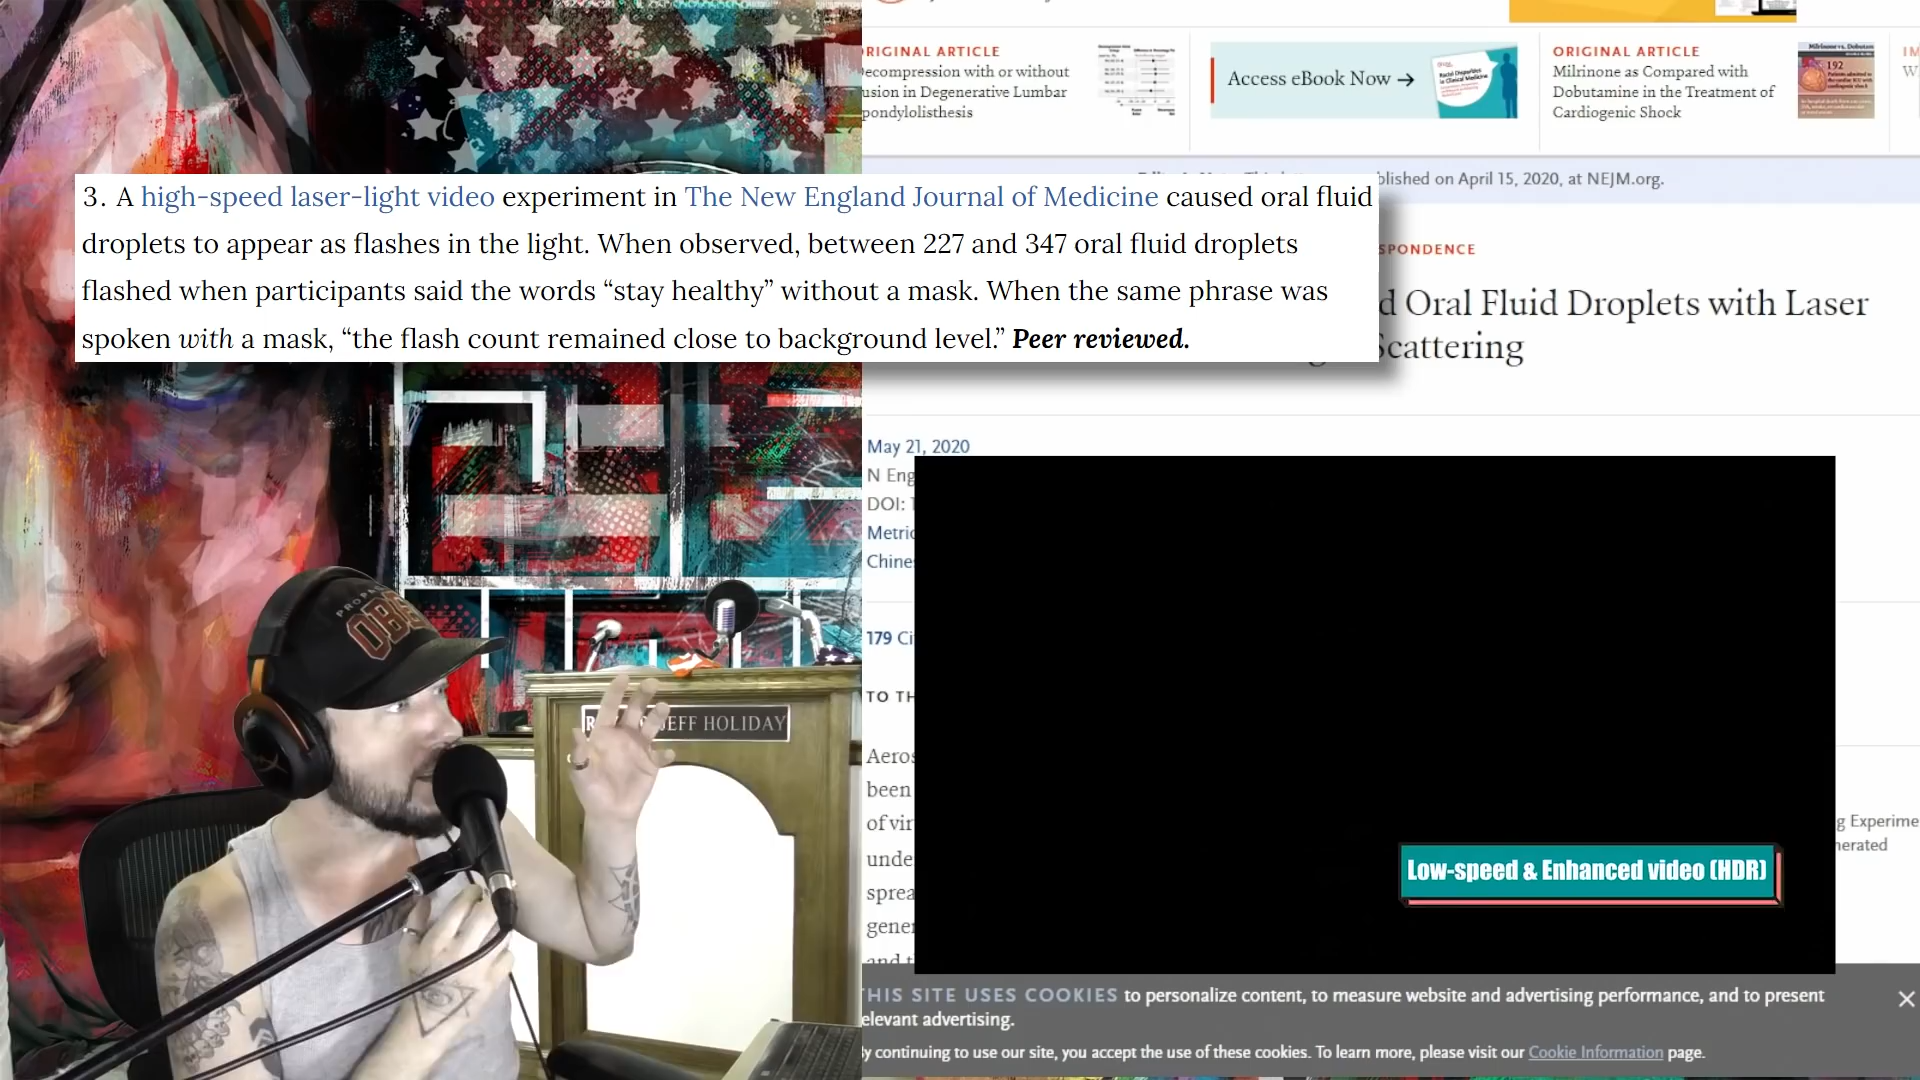 ORIGINAL ARTICLE
ecompression with or without
usion in Degenerative Lumbar
pondylolisthesis
Access eBook Now →
ORIGINAL ARTICLE
Milrinone as Compared with
Dobutamine in the Treatment of
Cardiogenic Shock
192
blished on April 15, 2020, at NEJM.org.
3. A high-speed laser-light video experiment in The New England Journal of Medicine caused oral fluid
droplets to appear as flashes in the light. When observed, between 227 and 347 oral fluid droplets
flashed when participants said the words “stay healthy” without a mask. When the same phrase was
spoken with a mask, “the flash count remained close to background level.” Peer reviewed.
SPONDENCE
d Oral Fluid Droplets with Laser
Scattering
May 21, 2020
N Eng
DOI: 1
Metric
Chine
179 Ci
TO TH
Aeros
been
of vir
unde
sprea
gener
and t
g Experime
nerated
Low-speed & Enhanced video (HDR)
JEFF HOLIDAY
THIS SITE USES COOKIES to personalize content, to measure website and advertising performance, and to present
elevant advertising.
By continuing to use our site, you accept the use of these cookies. To learn more, please visit our Cookie Information page.